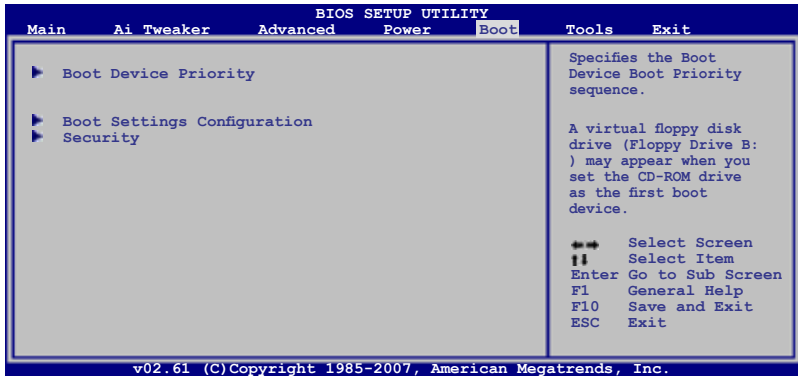 BIOS SETUP UTILITY
Main Ai Tweaker Advanced Power Boot Tools Exit
Boot Device Priority
Boot Settings Configuration
Security
Specifies the Boot
Device Boot Priority
sequence.
A virtual floppy disk
drive (Floppy Drive B:
) may appear when you
set the CD-ROM drive
as the first boot
device.
Select Screen
Select Item
Enter Go to Sub Screen
F1 General Help
F10 Save and Exit
ESC Exit
v02.61 (C)Copyright 1985-2007, American Megatrends, Inc.